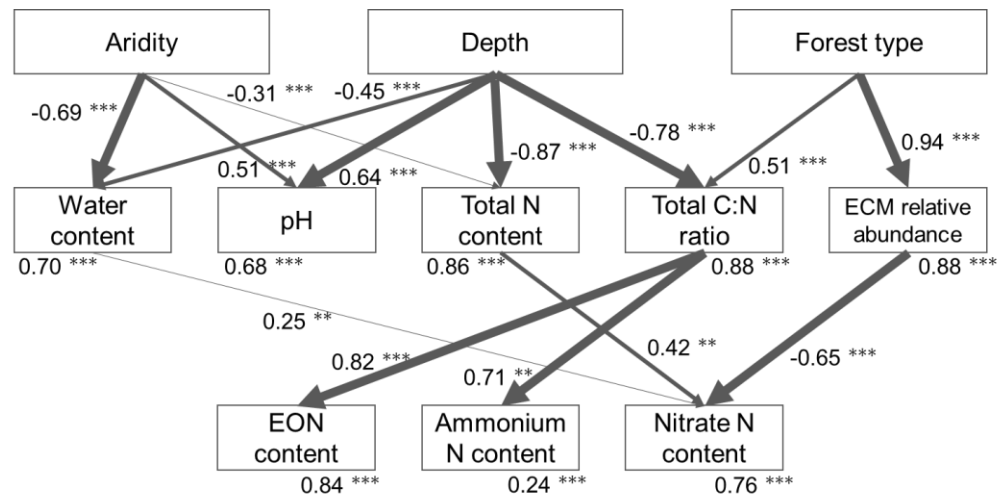 Aridity
Depth
Forest type
-0.69 ***
-0.31 ***
-0.45 ***
-0.78 ***
0.94 ***
-0.87 ***
0.51 ***
0.64 ***
0.51 ***
Water
content
pH
Total N
content
Total C:N
ratio
ECM relative
abundance
0.70 ***
0.68 ***
0.86 ***
0.88 ***
0.88 ***
0.25 **
0.82 ***
0.71 **
0.42 **
-0.65 ***
EON
content
Ammonium
N content
Nitrate N
content
0.84 ***
0.24 ***
0.76 ***